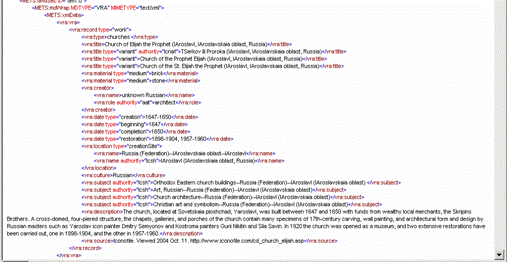 <METS:mdWrap MDTYPE="VRA" MIMETYPE="text/xml">
<METS:xmlData>
<vra:vra>
<vra:record type="work">
<vra:type>churches </vra:type>
<vra:title>Church of Elijah the Prophet (IAroslavl, IAroslavskaia oblast, Russia)</vra:title>
<vra:title type="variant" authority="lcnaf">TSerkov Ili Proroka (IAroslavl, IAroslavskaia oblast, Russia)</vra:title>
<vra:title type="variant">Church of the Prophet Elijah (IAroslavl, IAroslavskaia oblast, Russia)</vra:title>
<vra:title type="variant">Church of the St. Elijah the Prophet (IAroslavl, IAroslavskaia oblast, Russia)</vra:title>
<vra:material type="medium">brick</vra:material>
<vra:material type="medium">stone</vra:material>
<vra:creator>
<vra:name>unknown Russian</vra:name>
<vra:role authority="aat">architect</vra:role>
</vra:creator>
<vra:date type="creation">1647-1650</vra:date>
<vra:date type="beginning">1647</vra:date>
<vra:date type="completion">1650</vra:date>
<vra:date type="restoration">1898-1904, 1957-1960</vra:date>
<vra:location type="creationSite">
<vra:name>Russia (Federation)--IAroslavskaia oblast--IAroslavl</vra:name>
<vra:name authority="lcsh">IAroslavl (IAroslavskaia oblast, Russia)</vra:name>
</vra:location>
<vra:culture>Russian</vra:culture>
<vra:subject authority="lcsh">Orthodox Eastern church buildings--Russia (Federation)--IAroslavl (IAroslavskaia oblast) </vra:subject>
<vra:subject authority="lcsh">Art, Russian--Russia (Federation)--IAroslavl (IAroslavskaia oblast)</vra:subject>
<vra:subject authority="lcsh">Church architecture--Russia (Federation)--IAroslavl (IAroslavskaia oblast)</vra:subject>
<vra:subject authority="lcsh">Christian art and symbolism--Russia (Federation)--IAroslavl (IAroslavskaia oblast)</vra:subject>
<vra:description>The church, located at Sovetskaia ploshchad, Yaroslavl, was built between 1647 and 1650 with funds from wealthy local merchants, the Skripins
Brothers. A cross-domed, four-piered structure, the chapels, galleries, and porches of the church contain many specimens of 17th-century carving, wall painting, and architectural form and design by
Russian masters such as Yaroslav icon painter Dmitry Semyonov and Kostroma painters Gurii Nikitin and Sila Savin. In 1920 the church was opened as a museum, and two extensive restorations have
been carried out, one in 1898-1904, and the other in 1957-1960.</vra:description>
<vra:source>Iconofile. Viewed 2004 Oct. 11. http://www.iconofile.com/cd_church_elijah.asp</vra:source>
</vra:record>
</vra:vra>